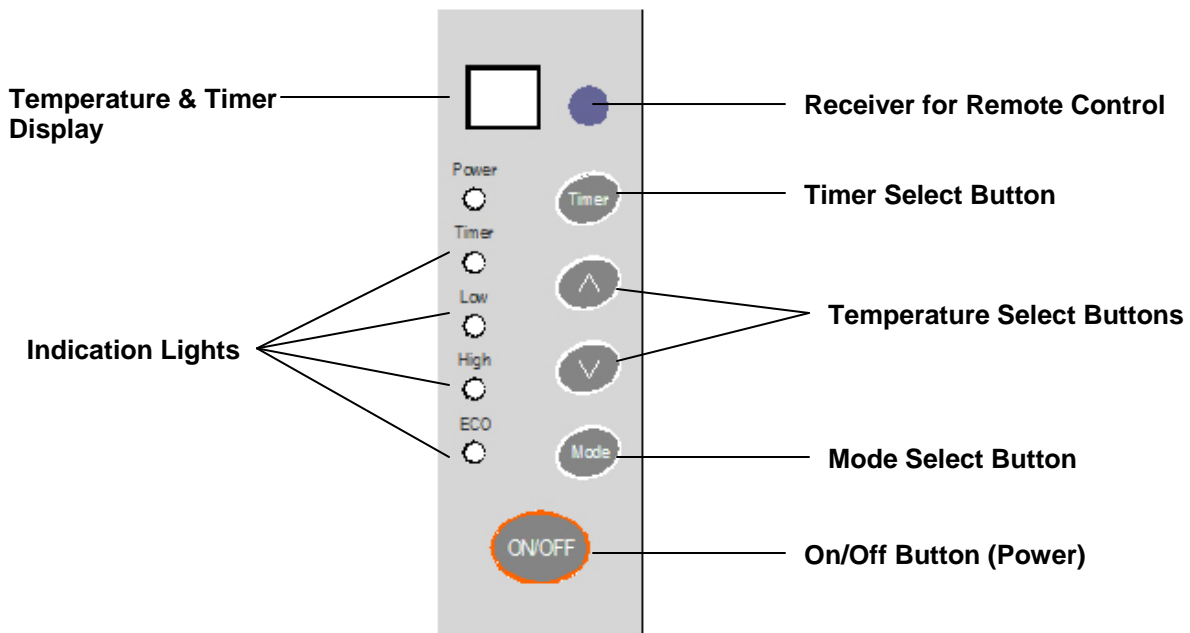 Temperature & Timer
Display
Receiver for Remote Control
Power
Timer
Timer Select Button
Timer
Low
Temperature Select Buttons
Indication Lights
High
ECO
Mode
Mode Select Button
ON/OFF
On/Off Button (Power)